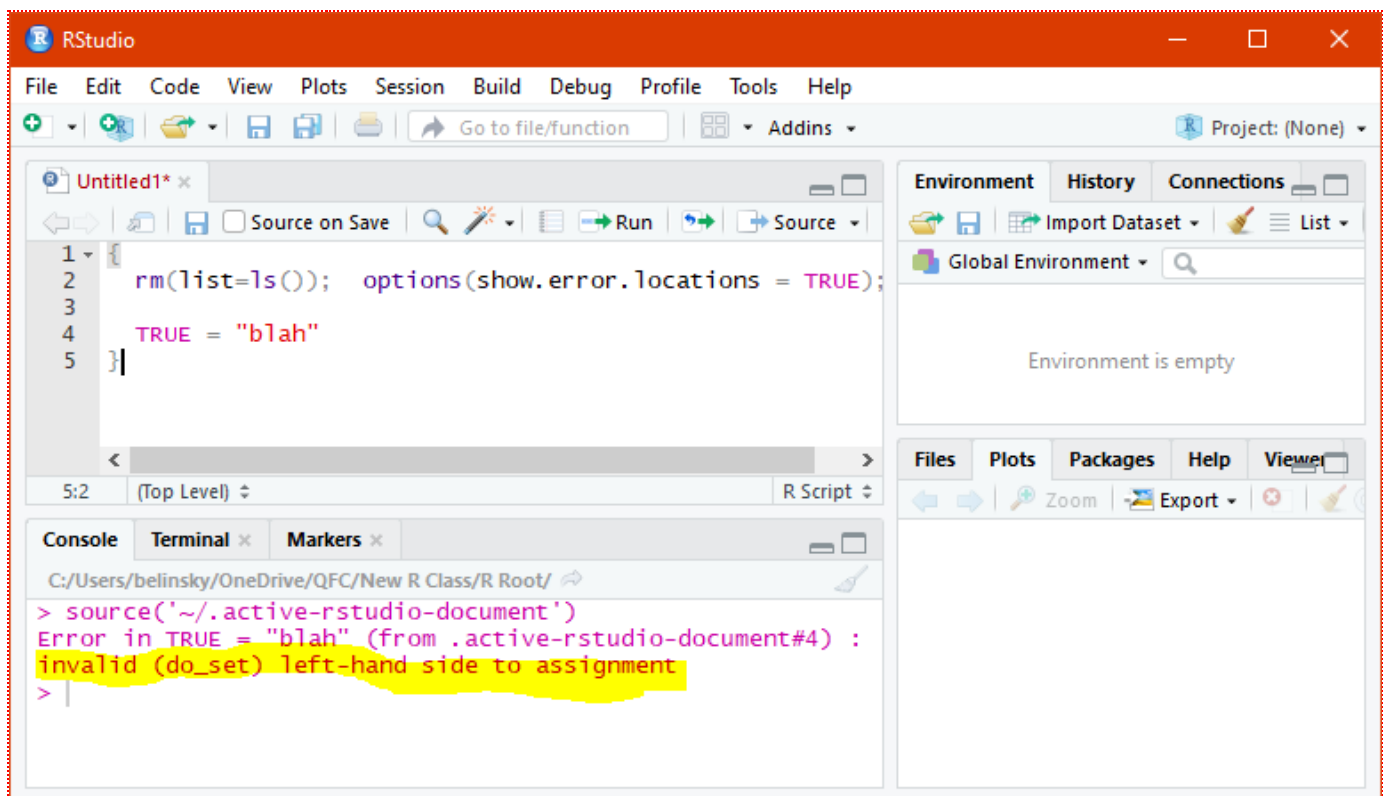 RStudio
File Edit Code View Plots Session Build Debug Profile Tools Help
Go to file/function Addins Project: (None)
Untitled1*
Source on Save Run Source
1 {
2 rm(list=ls()); options(show.error.locations = TRUE);
3
4 TRUE = "blah"
5 }
5:2 (Top Level) R Script
Console Terminal Markers
C:/Users/belinsky/OneDrive/QFC/New R Class/R Root/
> source('~/.active-rstudio-document')
Error in TRUE = "blah" (from .active-rstudio-document#4) :
invalid (do_set) left-hand side to assignment
>
Environment History Connections
Import Dataset List
Global Environment
Environment is empty
Files Plots Packages Help Viewer
Zoom Export